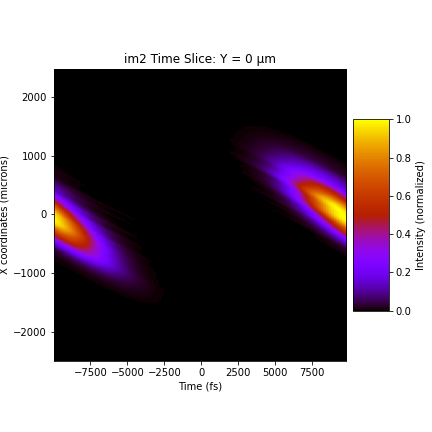 im2 Time Slice: Y = 0 μm
2000
1000
0
−1000
−2000
X coordinates (microns)
−7500 −5000 −2500 0 2500 5000 7500
Time (fs)
1.0
0.8
0.6
0.4
0.2
0.0
Intensity (normalized)